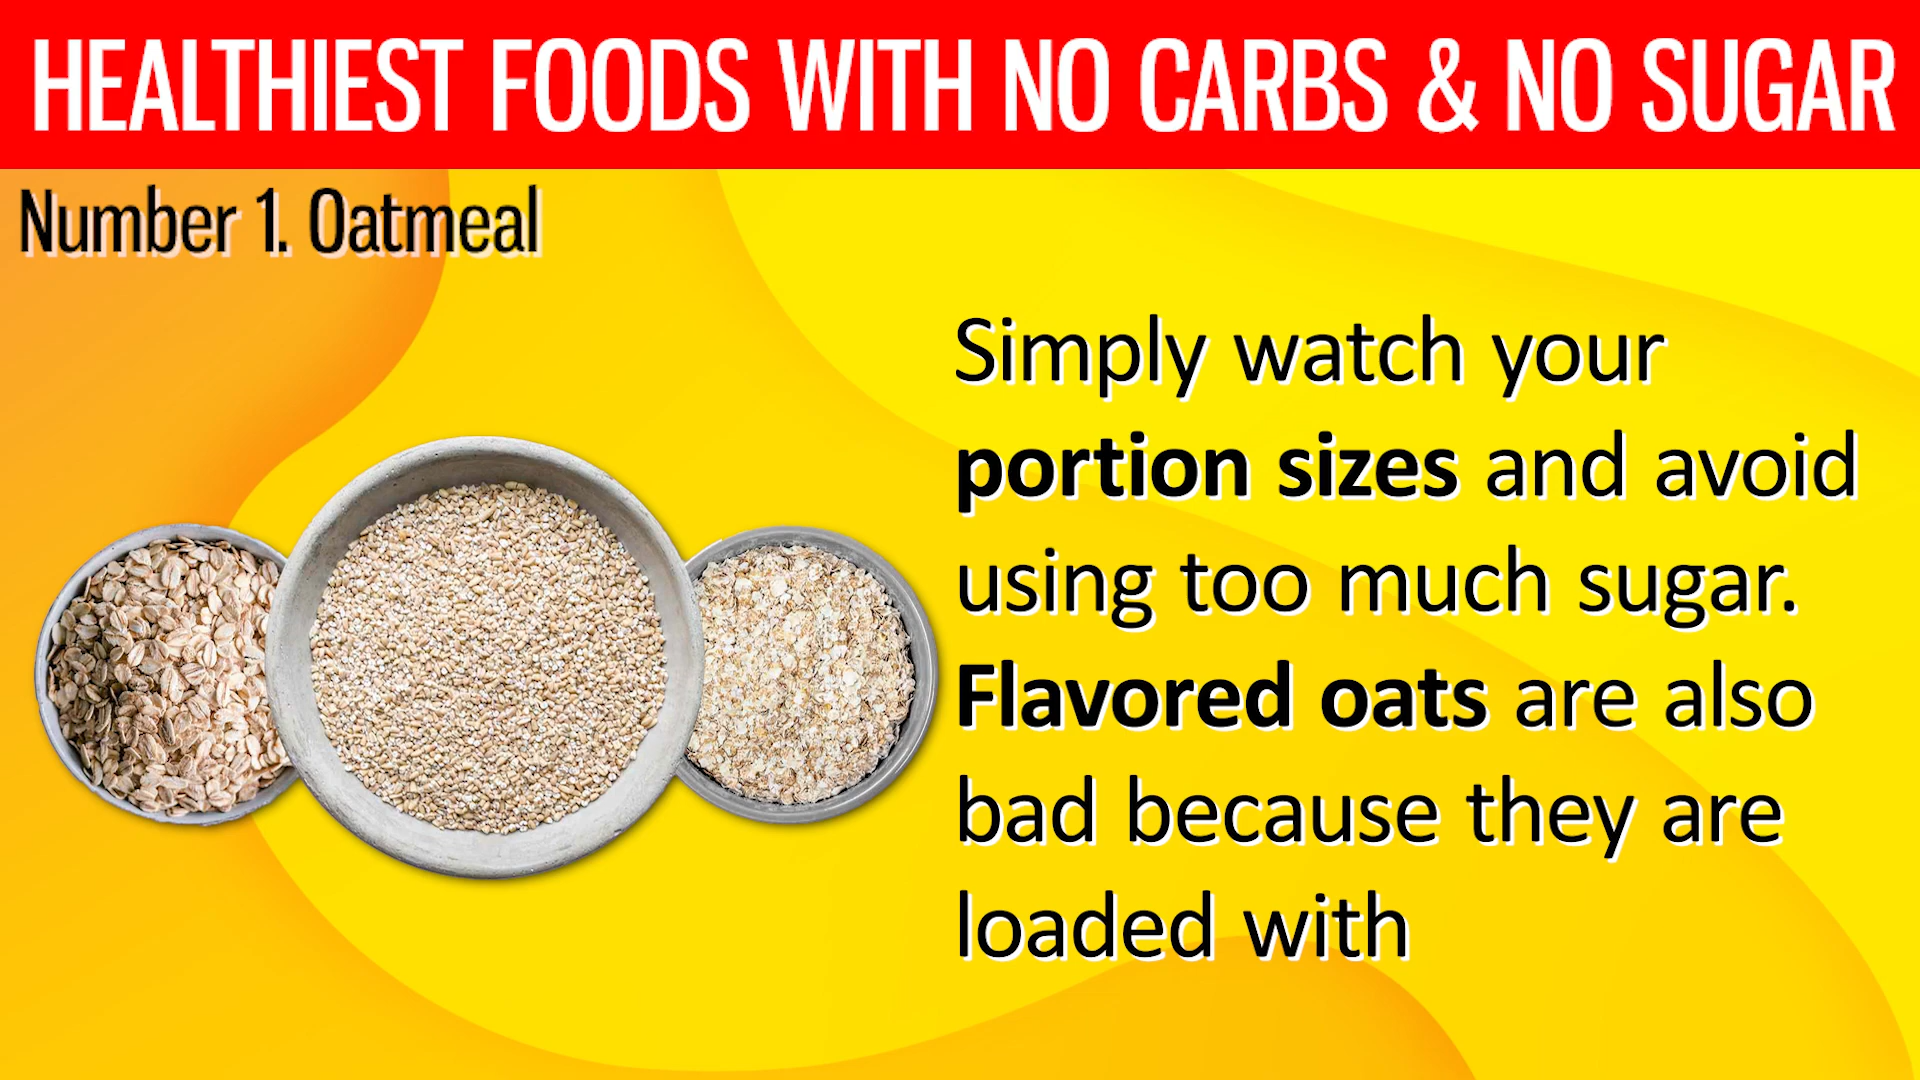 HEALTHIEST FOODS WITH NO CARBS & NO SUGAR
Number 1. Oatmeal
Simply watch your
portion sizes and avoid
using too much sugar.
Flavored oats are also
bad because they are
loaded with